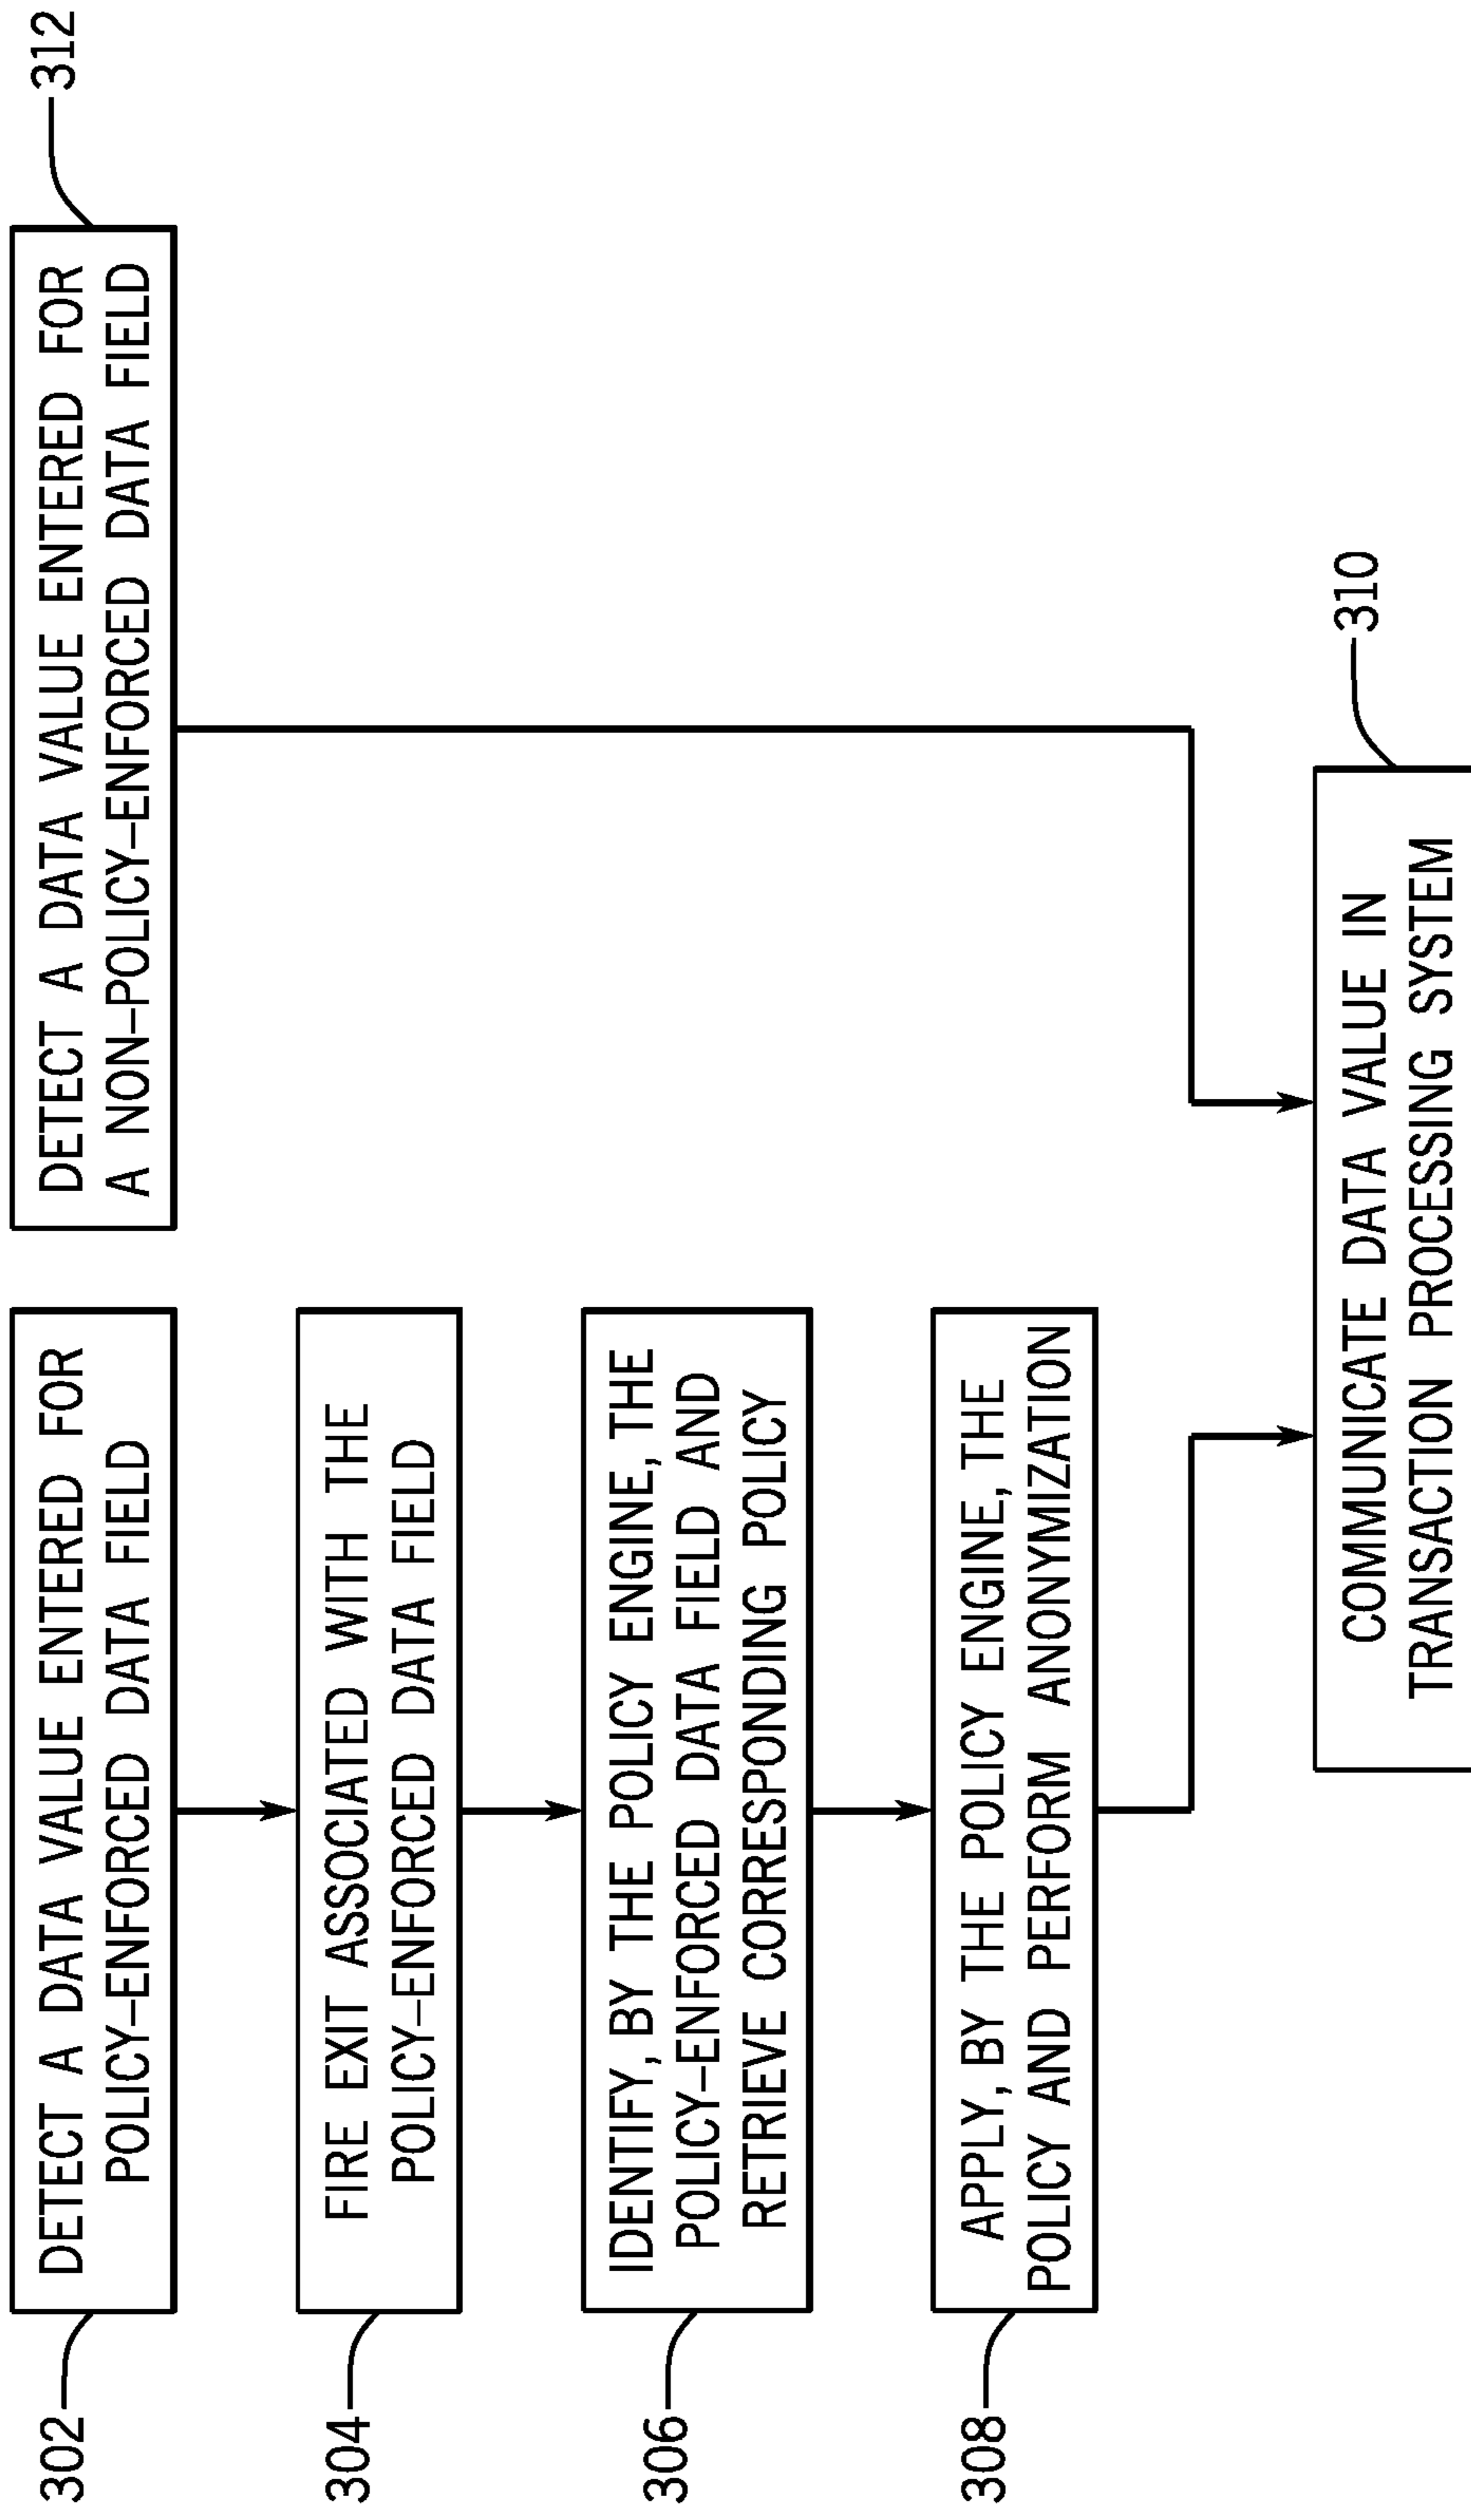 302
DETECT A DATA VALUE ENTERED FOR
POLICY-ENFORCED DATA FIELD
304
FIRE EXIT ASSOCIATED WITH THE
POLICY-ENFORCED DATA FIELD
306
IDENTIFY, BY THE POLICY ENGINE, THE
POLICY-ENFORCED DATA FIELD AND
RETRIEVE CORRESPONDING POLICY
308
APPLY, BY THE POLICY ENGINE, THE
POLICY AND PERFORM ANONYMIZATION
312
DETECT A DATA VALUE ENTERED FOR
A NON-POLICY-ENFORCED DATA FIELD
310
COMMUNICATE DATA VALUE IN
TRANSACTION PROCESSING SYSTEM